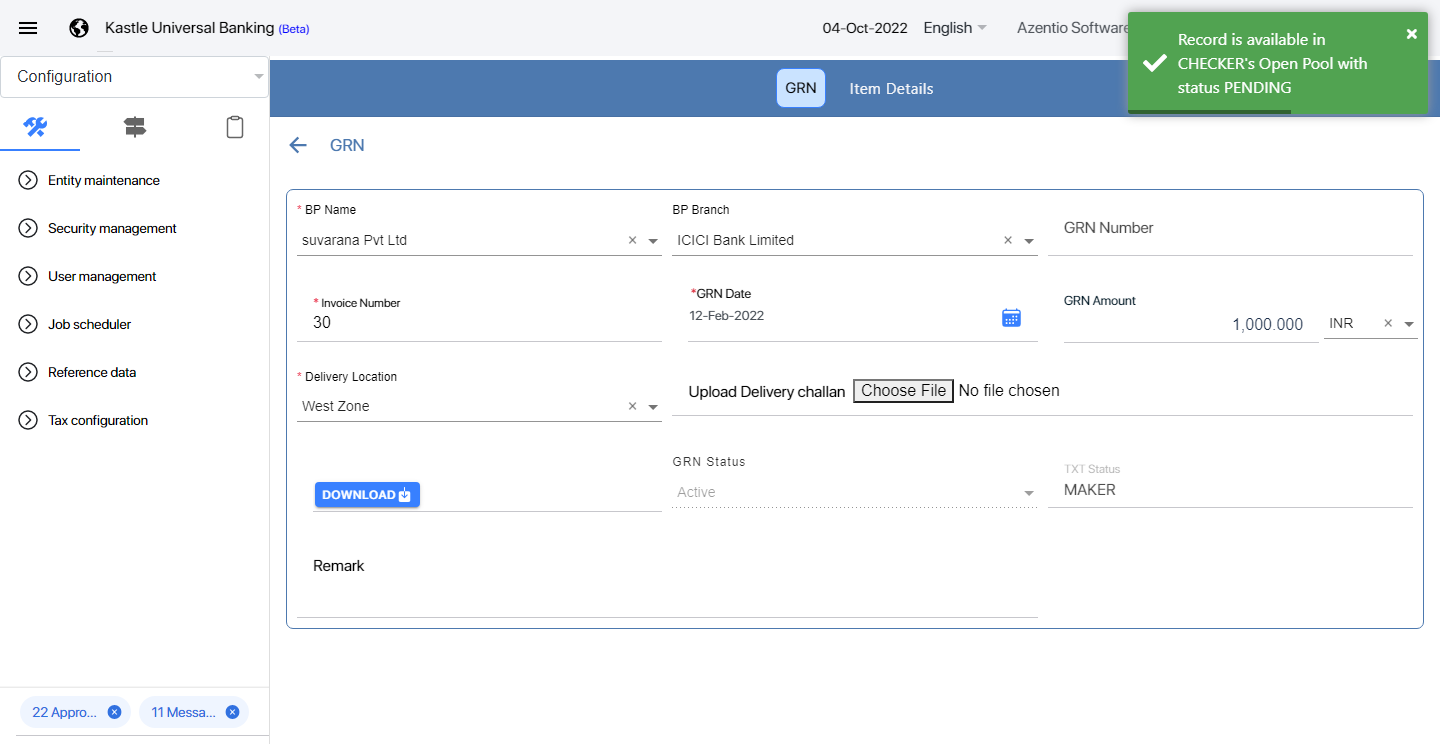 Kastle Universal Banking (Beta)
04-Oct-2022
English
Azentio Software
Record is available in
CHECKER's Open Pool with
status PENDING
Configuration
GRN
Item Details
GRN
Entity maintenance
Security management
User management
Job scheduler
Reference data
Tax configuration
* BP Name
suvarana Pvt Ltd
BP Branch
ICICI Bank Limited
GRN Number
* Invoice Number
30
*GRN Date
12-Feb-2022
GRN Amount
1,000.000
INR
* Delivery Location
West Zone
Upload Delivery challan Choose File No file chosen
DOWNLOAD
GRN Status
Active
TXT Status
MAKER
Remark
22 Appro...
11 Messa...